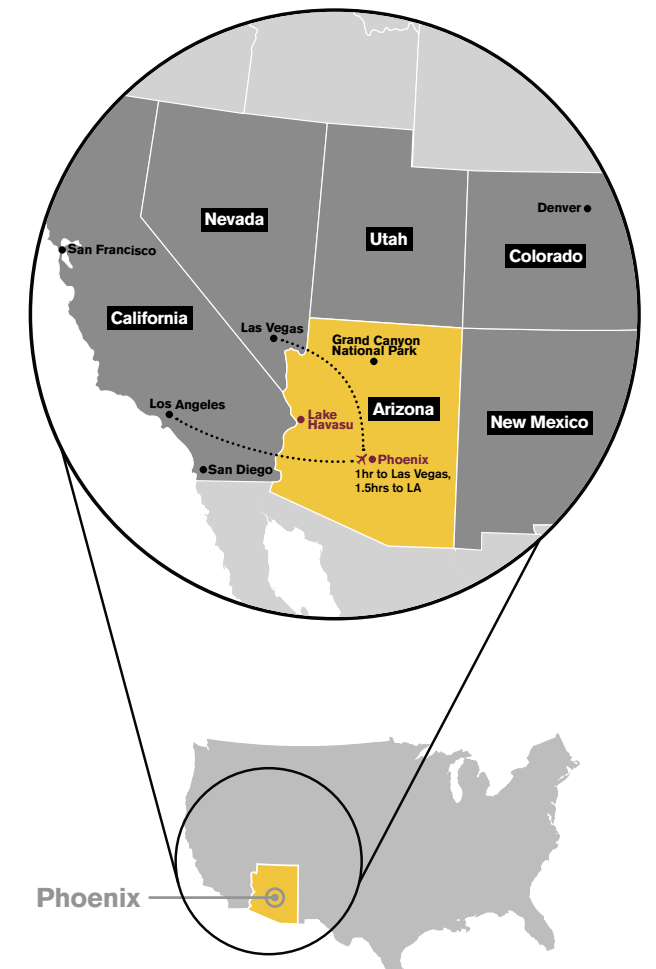 Denver
Nevada
Utah
San Francisco
Colorado
California
Las Vegas
Grand Canyon
National Park
Los Angeles
Lake
Havasu
Arizona
New Mexico
Phoenix
San Diego
1hr to Las Vegas,
1.5hrs to LA
Phoenix